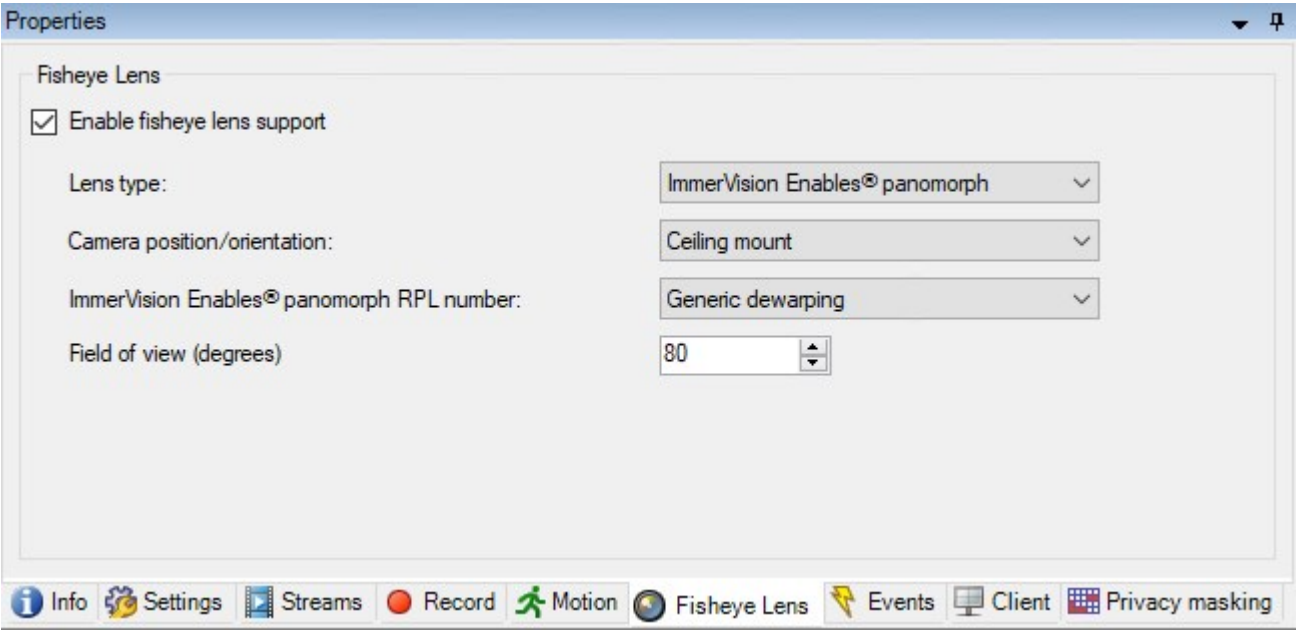 Properties
Fisheye Lens
Enable fisheye lens support
Lens type: ImmerVision Enables® panomorph
Camera position/orientation: Ceiling mount
ImmerVision Enables® panomorph RPL number: Generic dewarping
Field of view (degrees) 80
Info Settings Streams Record Motion Fisheye Lens Events Client Privacy masking